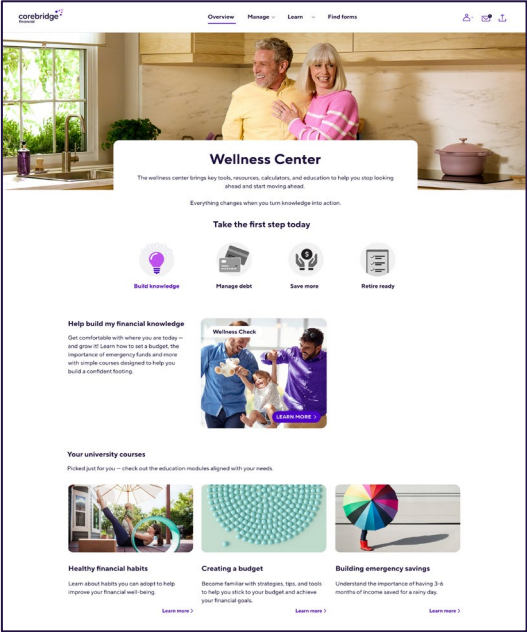 corebridge
financial
Overview Manage Learn Find forms
Wellness Center
The wellness center brings key tools, resources, calculators, and education to help you stop looking
ahead and start moving ahead.
Everything changes when you turn knowledge into action.
Take the first step today
Build knowledge Manage debt Save more Retire ready
Help build my financial knowledge
Get comfortable with where you are today —
and grow it! Learn how to set a budget, the
importance of emergency funds and more
with simple courses designed to help you
build a confident footing.
Wellness Check
LEARN MORE
Your university courses
Picked just for you — check out the education modules aligned with your needs.
Healthy financial habits
Learn about habits you can adopt to help
improve your financial well-being.
Learn more
Creating a budget
Become familiar with strategies, tips, and tools
to help you stick to your budget and achieve
your financial goals.
Learn more
Building emergency savings
Understand the importance of having 3-6
months of income saved for a rainy day.
Learn more